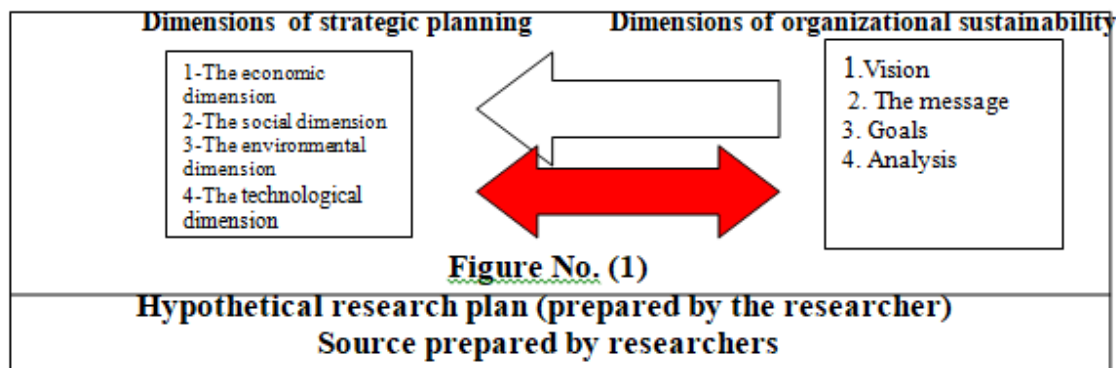 Dimensions of strategic planning
Dimensions of organizational sustainability
1-The economic
dimension
2-The social dimension
3-The environmental
dimension
4-The technological
dimension
1.Vision
2. The message
3. Goals
4. Analysis
Figure No. (1)
Hypothetical research plan (prepared by the researcher)
Source prepared by researchers